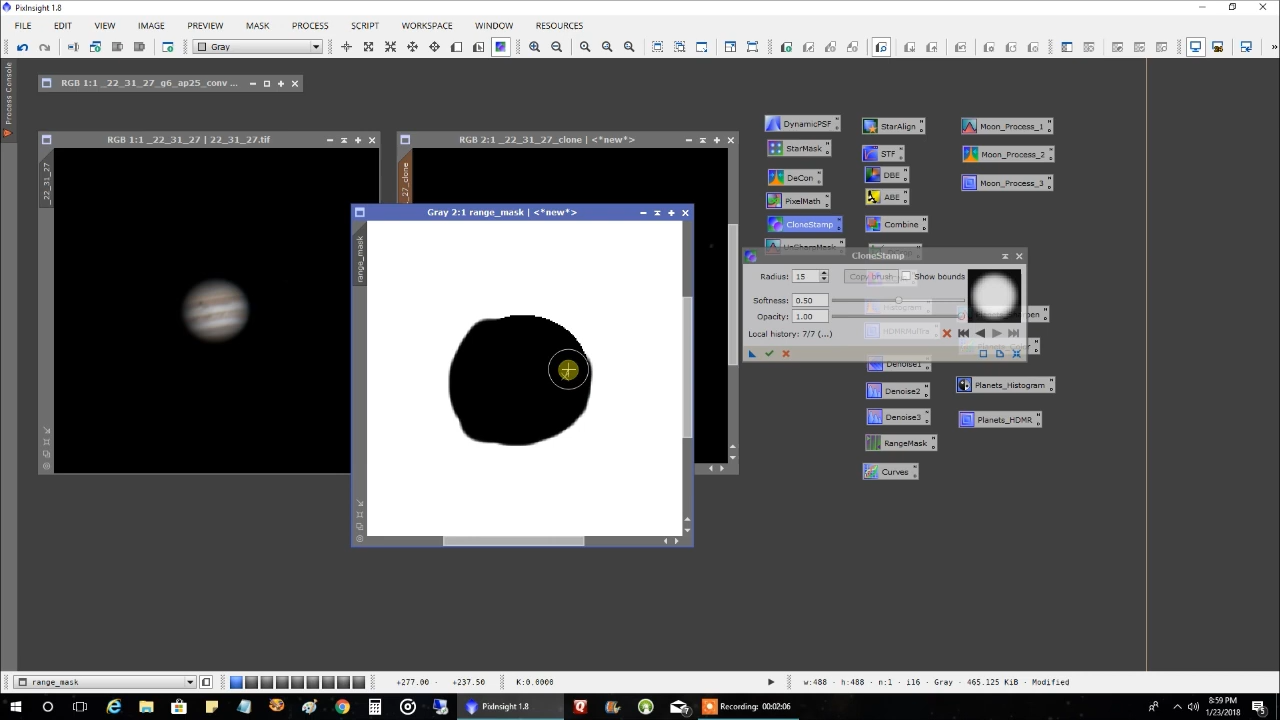 PixInsight 1.8
FILE EDIT VIEW IMAGE PREVIEW MASK PROCESS SCRIPT WORKSPACE WINDOW RESOURCES
Gray
Process Console
RGB 1:1 _22_31_27_g6_ap25_conv ...
RGB 1:1 _22_31_27 | 22_31_27.tif
RGB 2:1 _22_31_27_clone | <*new*>
_22_31_27
_27_clone
Gray 2:1 range_mask | <*new*>
range_mask
DynamicPSF StarAlign Moon_Process_1
StarMask STF Moon_Process_2
DeCon DBE Moon_Process_3
PixelMath ABE
CloneStamp Combine
UnSharpMask
CloneStamp
Radius: 15 Copy brush Show bounds
Softness: 0.50
Histogram
Opacity: 1.00
Local history: 7/7 (...)
Denoise1
Denoise2 Planets_Histogram
Denoise3 Planets_HDMR
RangeMask
Curves
range_mask +277.00 - +237.50 K:0.0000 w:488 · h:488 · n:1 · i16 · Gray · 465.125 KiB · Modified
PixInsight 1.8 Recording: 00:02:06 8:59 PM
1/23/2018